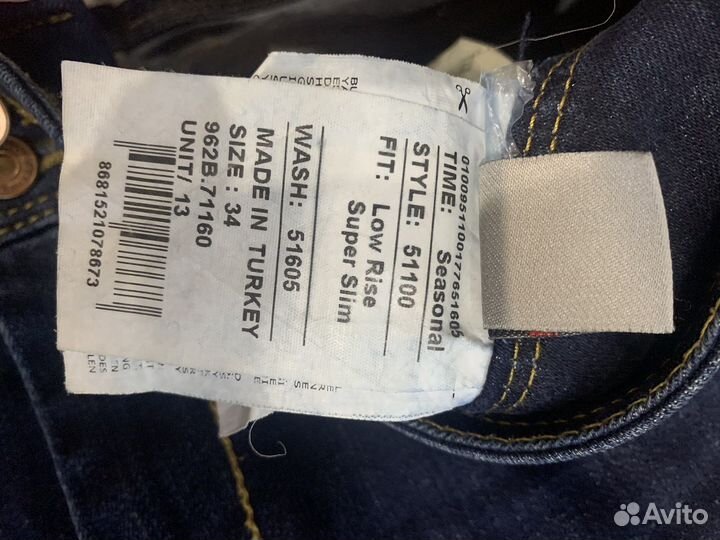 0100951100177651605
TIME: Seasonal
STYLE: 51100
FIT: Low Rise
Super Slim
WASH: 51605
MADE IN TURKEY
SIZE : 34
962B.71160
UNIT/ 13
8681521078673
Avito